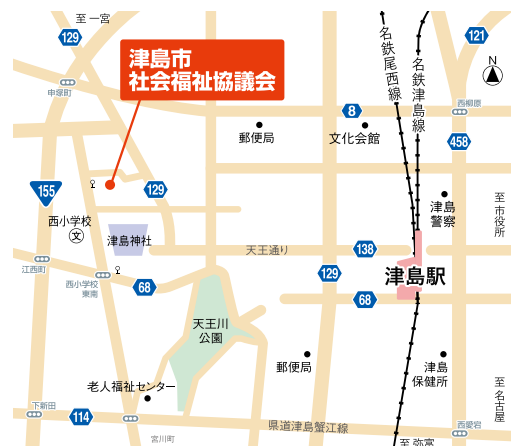 至 一宮
129
121
津島市
社会福祉協議会
名鉄尾西線
名鉄津島線
N
申塚町
西柳原
8
郵便局
文化会館
458
155
129
津島
警察
至 市役所
西小学校
文
津島神社
天王通り
138
江西町
西小学校
東南
68
129
津島駅
68
天王川
公園
郵便局
津島
保健所
老人福祉センター
至 名古屋
下新田
114
県道津島蟹江線
西愛宕
宮川町
至 弥富